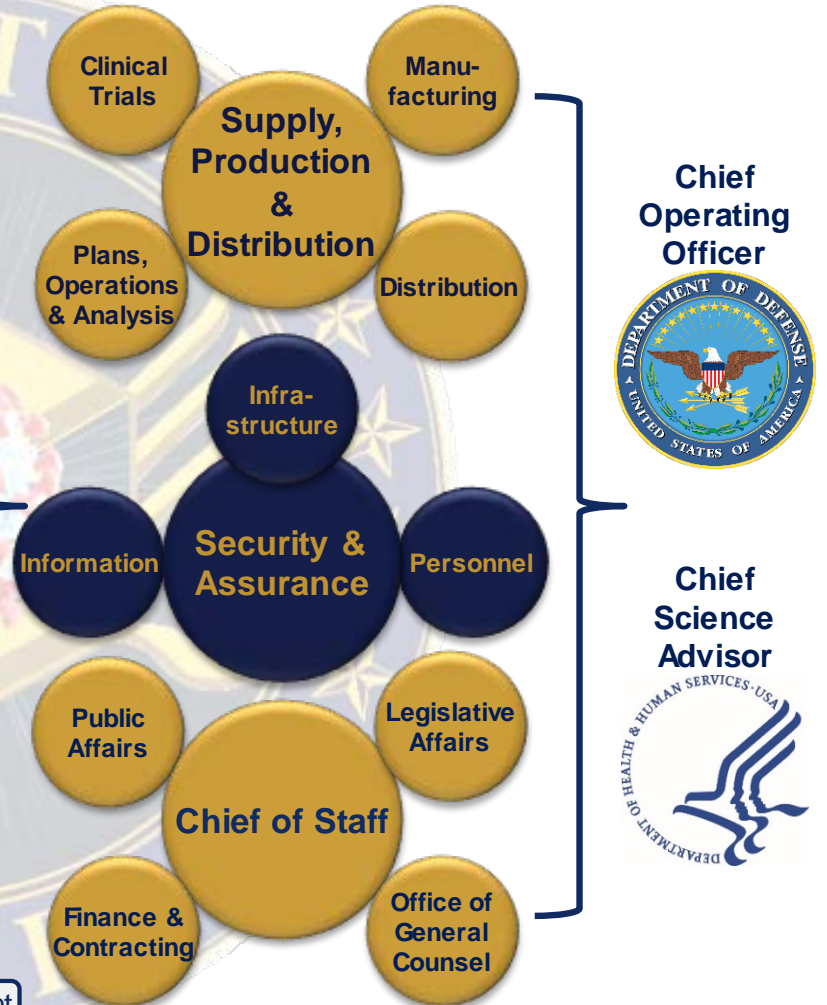 Clinical
Trials
Manu-
facturing
Supply,
Production
&
Distribution
Plans,
Operations
& Analysis
Distribution
Infra-
structure
Information
Security &
Assurance
Personnel
Public
Affairs
Legislative
Affairs
Chief of Staff
Finance &
Contracting
Office of
General
Counsel
Chief
Operating
Officer
DEPARTMENT OF DEFENSE
UNITED STATES OF AMERICA
Chief
Science
Advisor
DEPARTMENT OF HEALTH & HUMAN SERVICES·USA